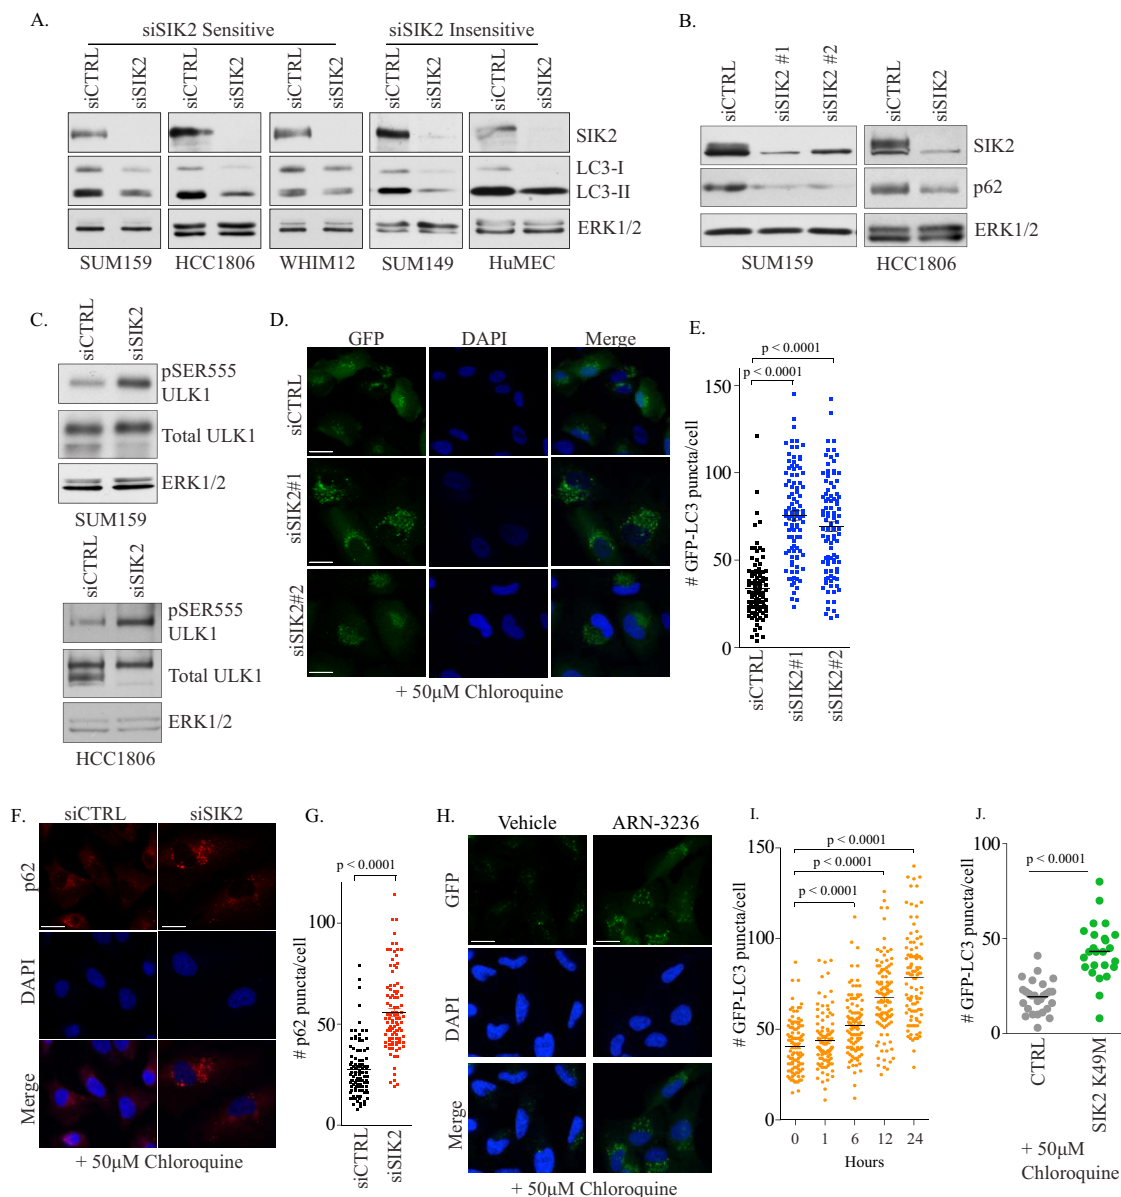 A.
siSIK2 Sensitive
siSIK2 Insensitive
siCTRL
siSIK2
siCTRL
siSIK2
siCTRL
siSIK2
siCTRL
siSIK2
siCTRL
siSIK2
SIK2
LC3-I
LC3-II
ERK1/2
SUM159
HCC1806
WHIM12
SUM149
HuMEC
B.
siCTRL
siSIK2 #1
siSIK2 #2
siCTRL
siSIK2
SIK2
p62
ERK1/2
SUM159
HCC1806
C.
siCTRL
siSIK2
pSER555
ULK1
Total ULK1
ERK1/2
SUM159
siCTRL
siSIK2
pSER555
ULK1
Total ULK1
ERK1/2
HCC1806
D.
GFP
DAPI
Merge
siCTRL
siSIK2#1
siSIK2#2
+ 50µM Chloroquine
E.
p < 0.0001
p < 0.0001
# GFP-LC3 puncta/cell
150
100
50
0
siCTRL
siSIK2#1
siSIK2#2
F.
siCTRL
siSIK2
p62
DAPI
Merge
+ 50µM Chloroquine
G.
p < 0.0001
# p62 puncta/cell
100
50
0
siCTRL
siSIK2
H.
Vehicle
ARN-3236
GFP
DAPI
Merge
+ 50µM Chloroquine
I.
p < 0.0001
p < 0.0001
p < 0.0001
# GFP-LC3 puncta/cell
150
100
50
0
0
1
6
12
24
Hours
J.
p < 0.0001
# GFP-LC3 puncta/cell
100
50
0
CTRL
SIK2 K49M
+ 50µM
Chloroquine